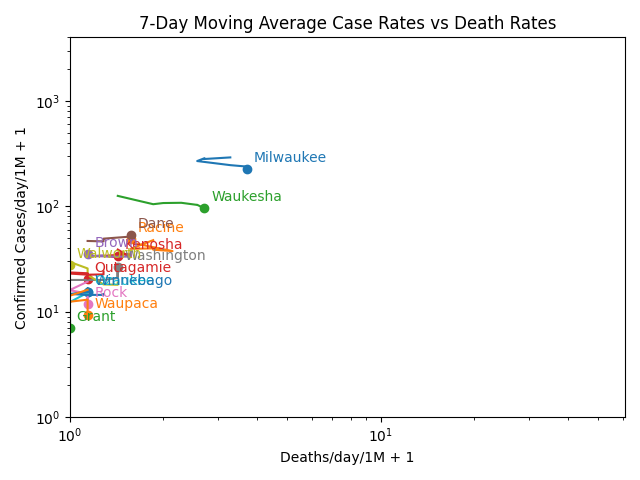 7-Day Moving Average Case Rates vs Death Rates
Confirmed Cases/day/1M + 1
10³
10²
10¹
10⁰
Milwaukee
Waukesha
Dane
Racine
Brown
Kenosha
Walworth
Washington
Outagamie
Winnebago
Rock
Waupaca
Grant
10⁰
10¹
Deaths/day/1M + 1